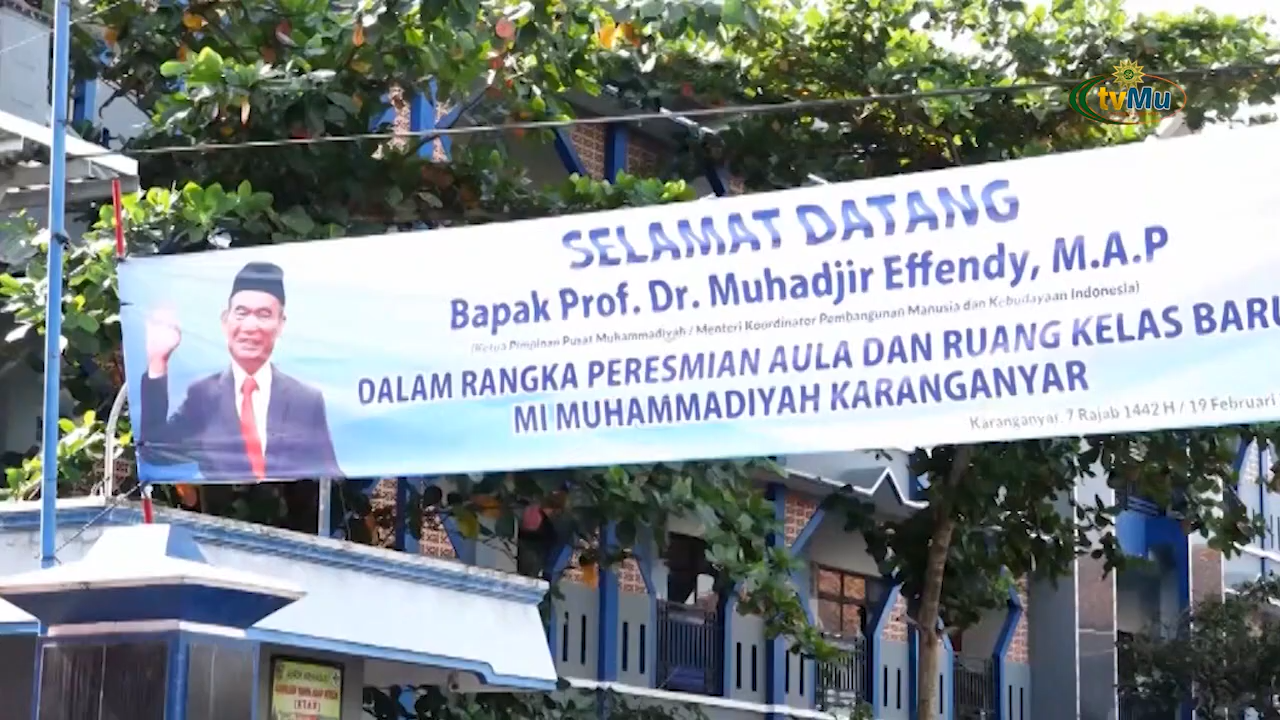 tvMu
SELAMAT DATANG
Bapak Prof. Dr. Muhadjir Effendy, M.A.P
(Ketua Pimpinan Pusat Muhammadiyah / Menteri Koordinator Pembangunan Manusia dan Kebudayaan Indonesia)
DALAM RANGKA PERESMIAN AULA DAN RUANG KELAS BARU
MI MUHAMMADIYAH KARANGANYAR
Karanganyar, 7 Rajab 1442 H / 19 Februari